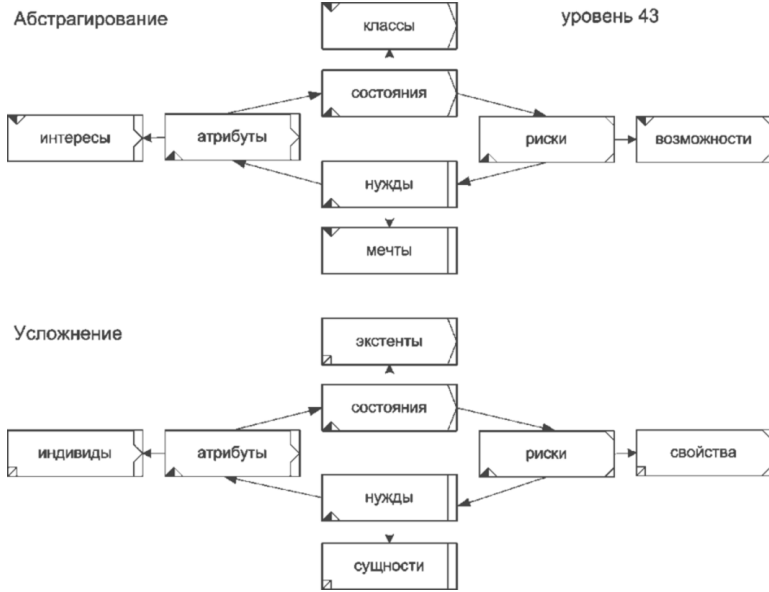 Абстрагирование
уровень 43
классы
состояния
интересы
атрибуты
риски
возможности
нужды
мечты
Усложнение
экстенты
состояния
индивиды
атрибуты
риски
свойства
нужды
сущности